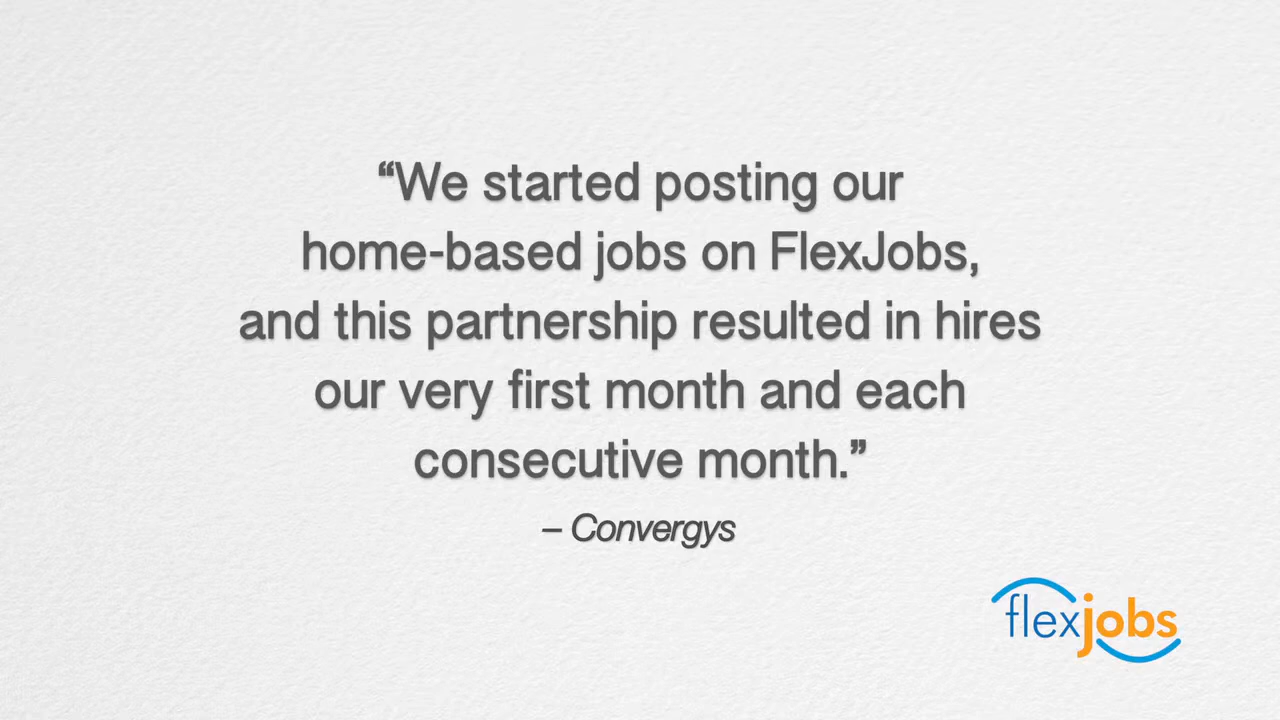 “We started posting our
home-based jobs on FlexJobs,
and this partnership resulted in hires
our very first month and each
consecutive month.”
– Convergys
flexjobs